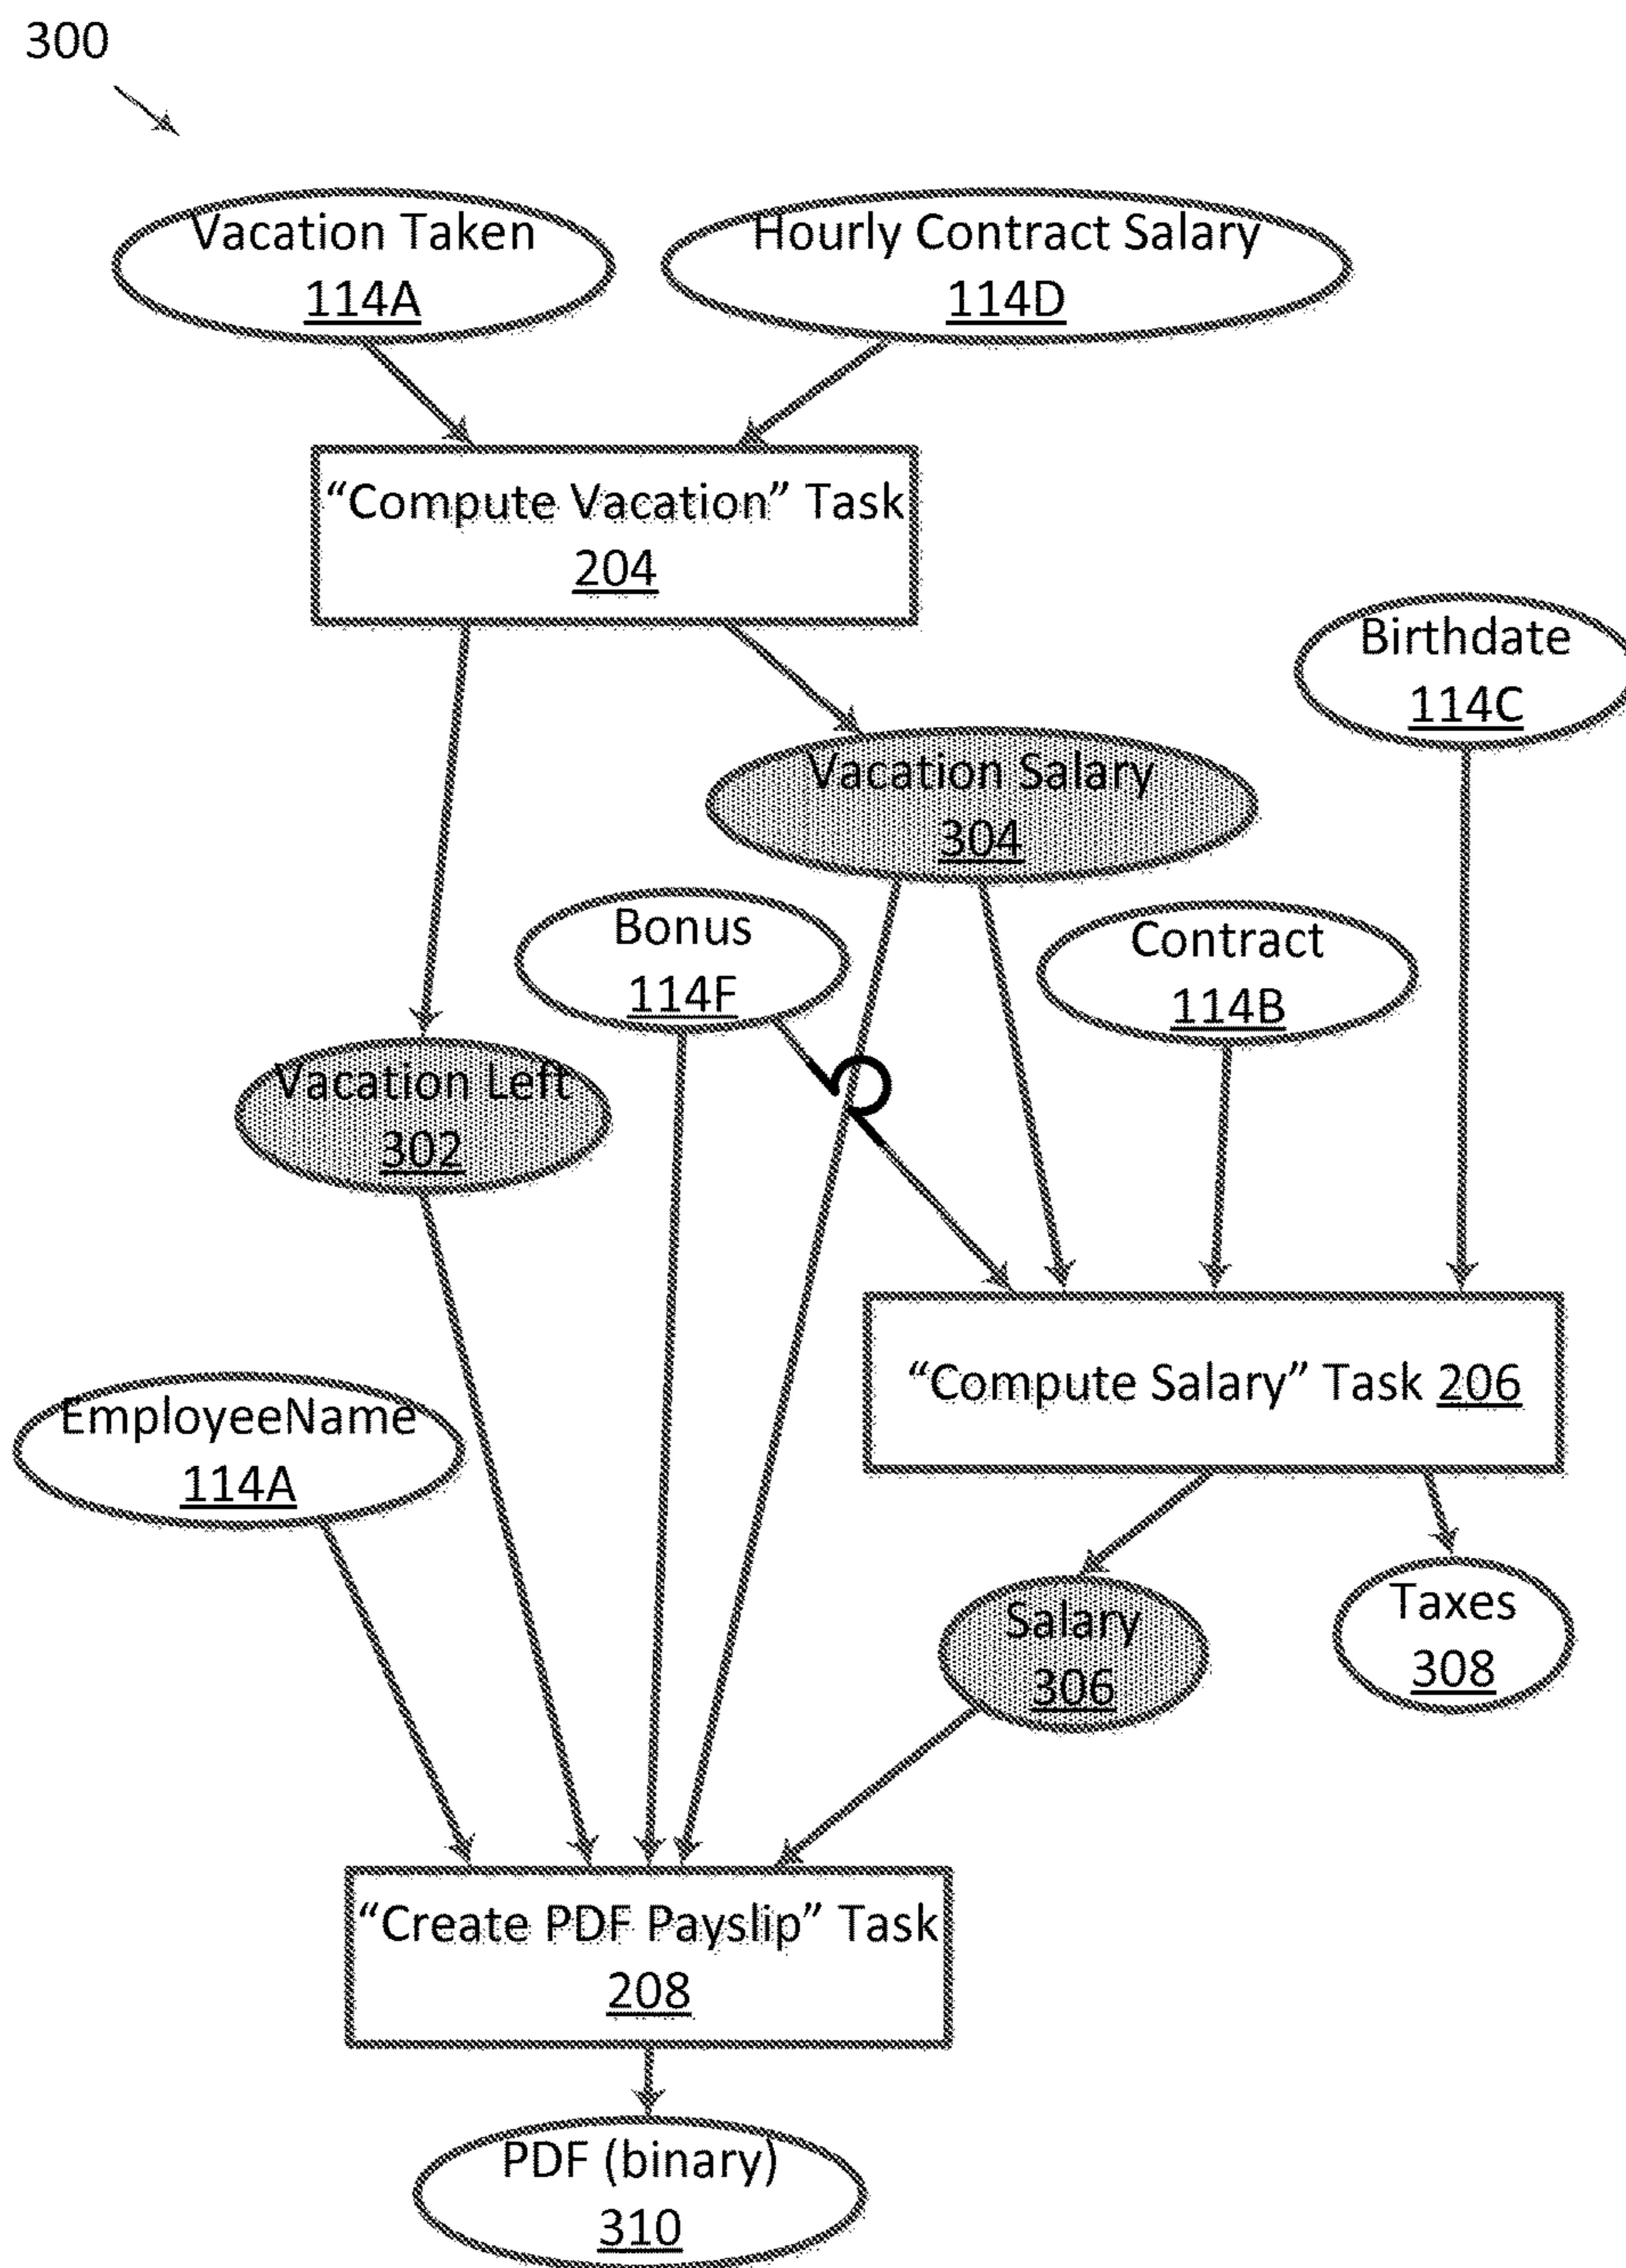 300
Vacation Taken
114A
Hourly Contract Salary
114D
“Compute Vacation” Task
204
Birthdate
114C
Vacation Salary
304
Bonus
114F
Contract
114B
Vacation Left
302
“Compute Salary” Task 206
EmployeeName
114A
Salary
306
Taxes
308
“Create PDF Payslip” Task
208
PDF (binary)
310